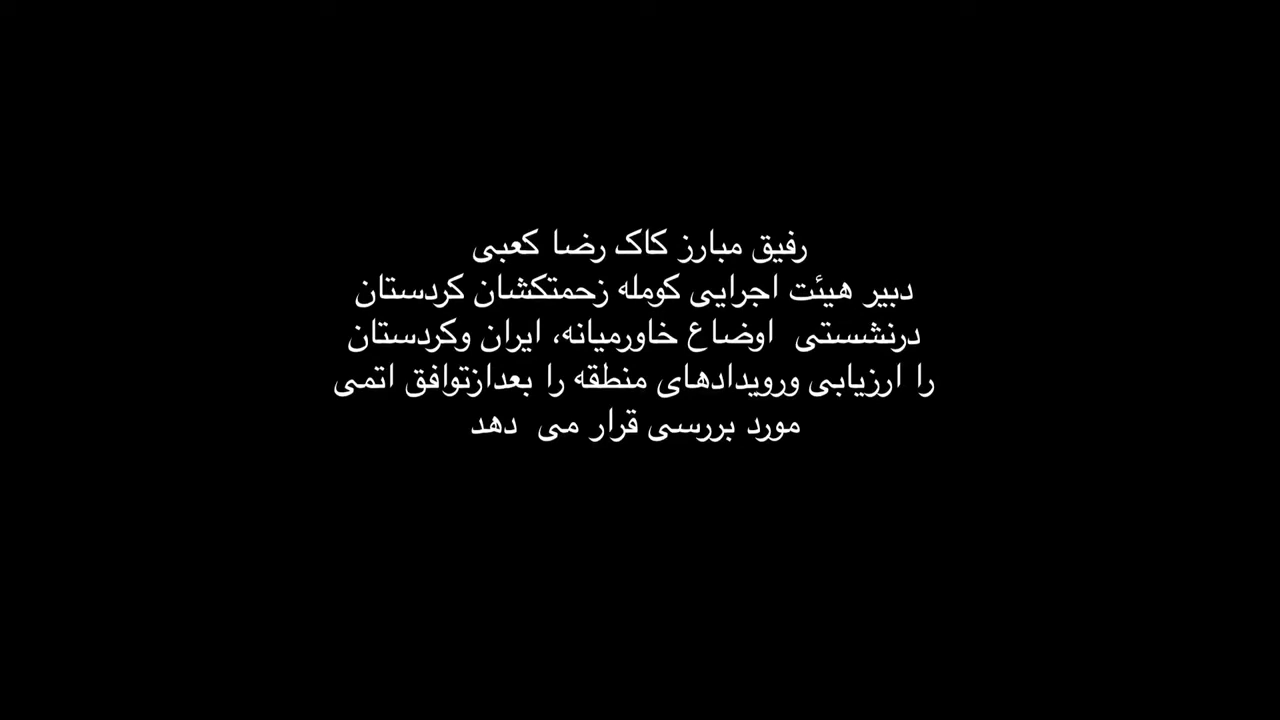 رفیق مبارز کاک رضا کعبی
دبیر هیئت اجرایی کومله زحمتکشان کردستان
درنشستی اوضاع خاورمیانه، ایران وکردستان
را ارزیابی ورویدادهای منطقه را بعدازتوافق اتمی
مورد بررسی قرار می دهد